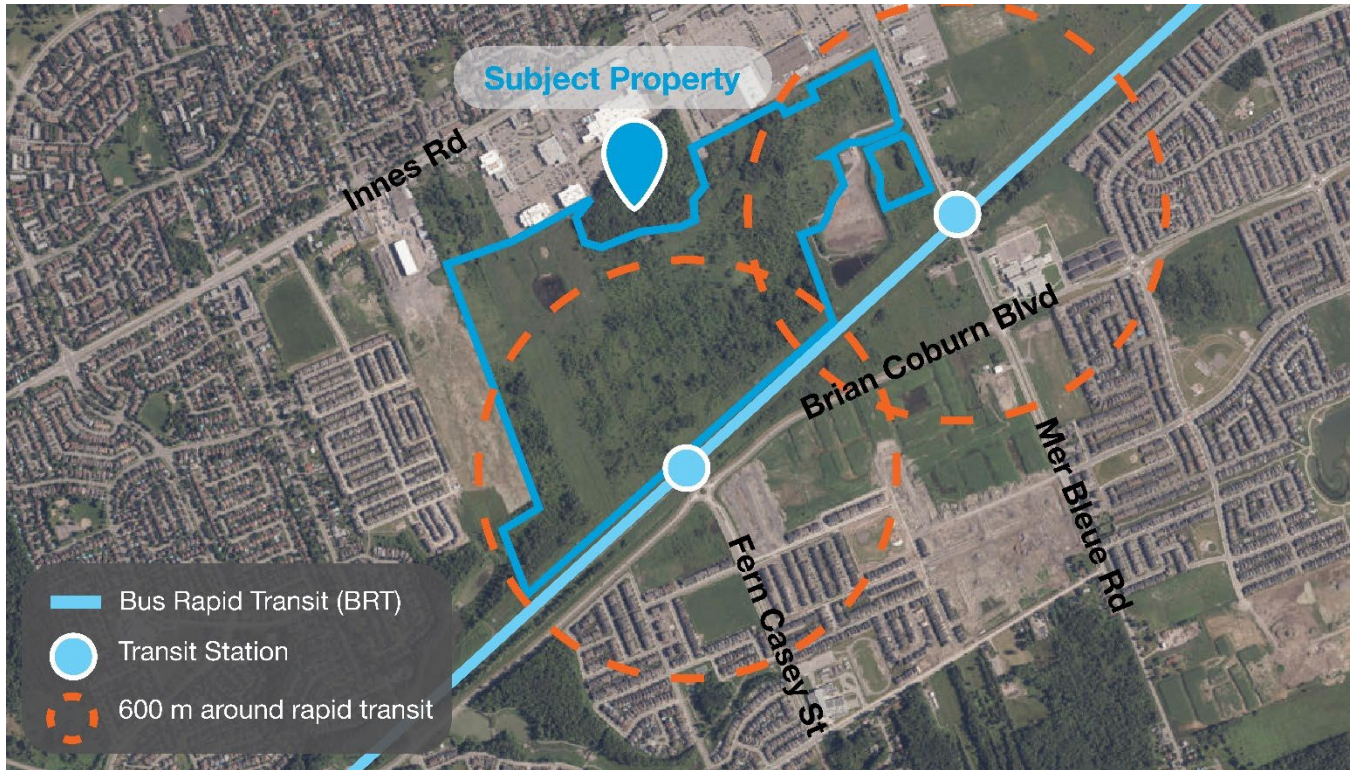 Subject Property
Innes Rd
Brian Coburn Blvd
Mer Bleue Rd
Fern Casey St
Bus Rapid Transit (BRT)
Transit Station
600 m around rapid transit